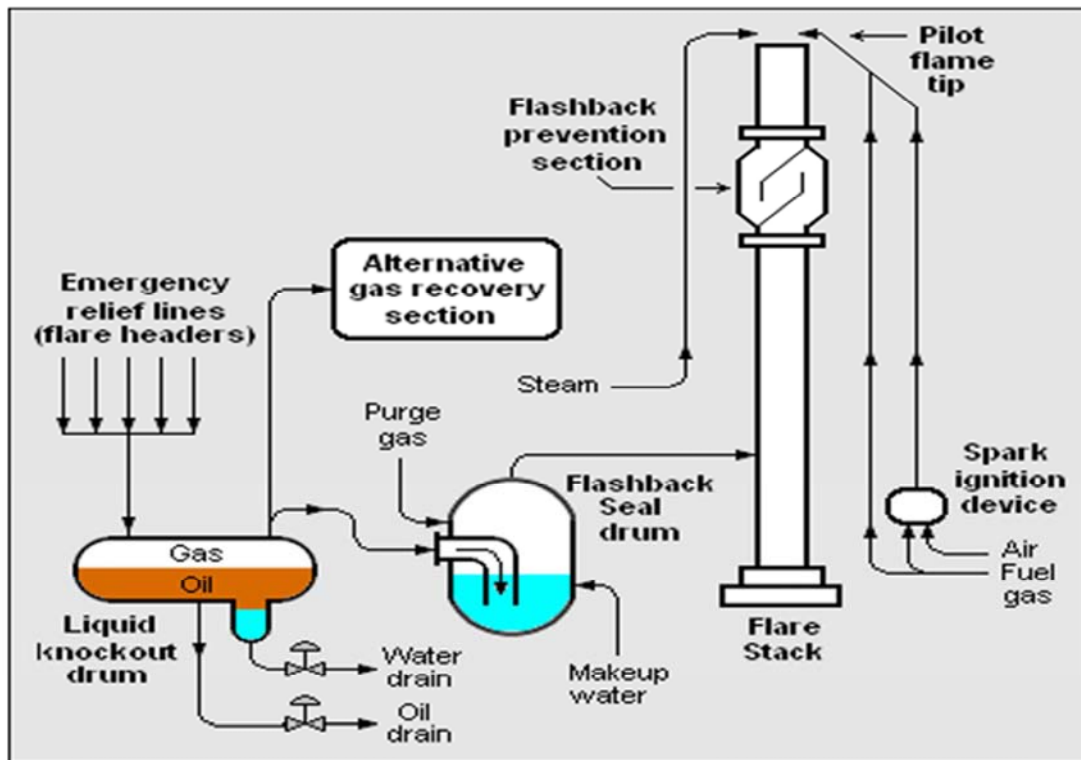 Pilot
flame
tip
Flashback
prevention
section
Alternative
gas recovery
section
Emergency
relief lines
(flare headers)
Steam
Purge
gas
Flashback
Seal
drum
Spark
ignition
device
Air
Fuel
gas
Gas
Oil
Liquid
knockout
drum
Water
drain
Oil
drain
Makeup
water
Flare
Stack